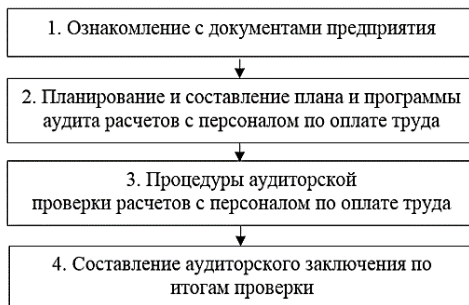 1. Ознакомление с документами предприятия
2. Планирование и составление плана и программы
аудита расчетов с персоналом по оплате труда
3. Процедуры аудиторской
проверки расчетов с персоналом по оплате труда
4. Составление аудиторского заключения по
итогам проверки